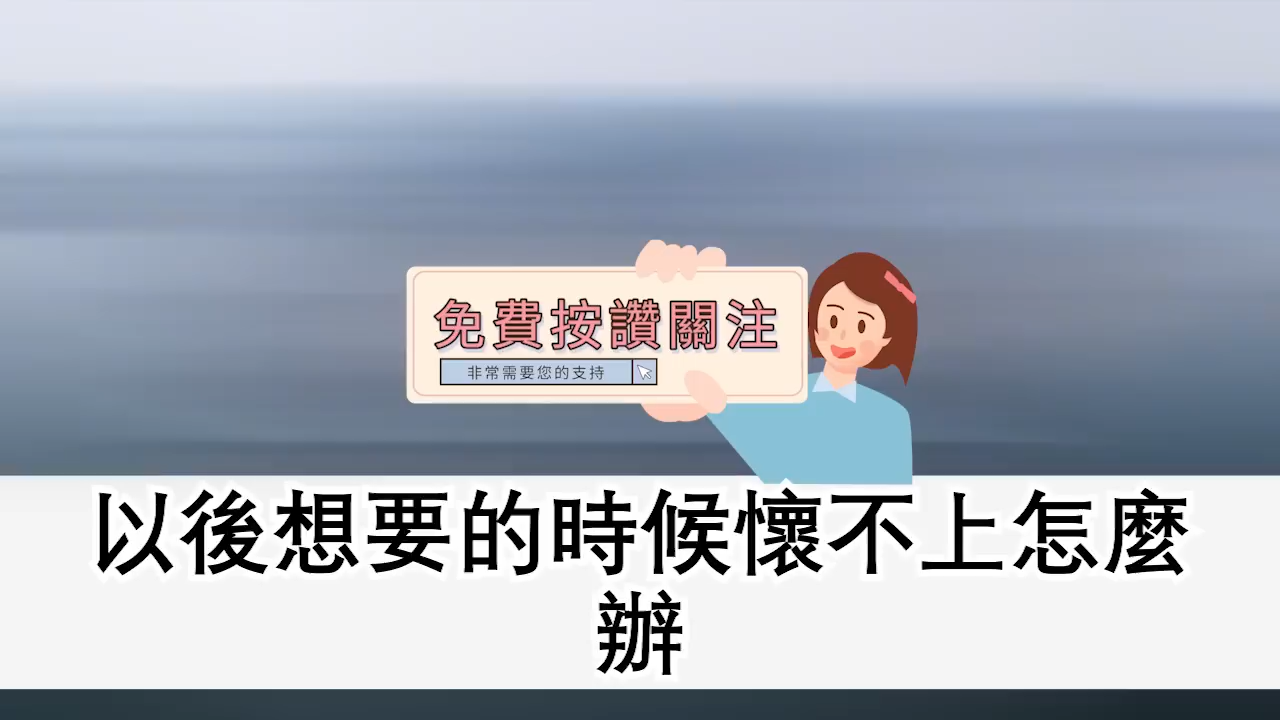 免費按讚關注
非常需要您的支持
以後想要的時候懷不上怎麼
辦